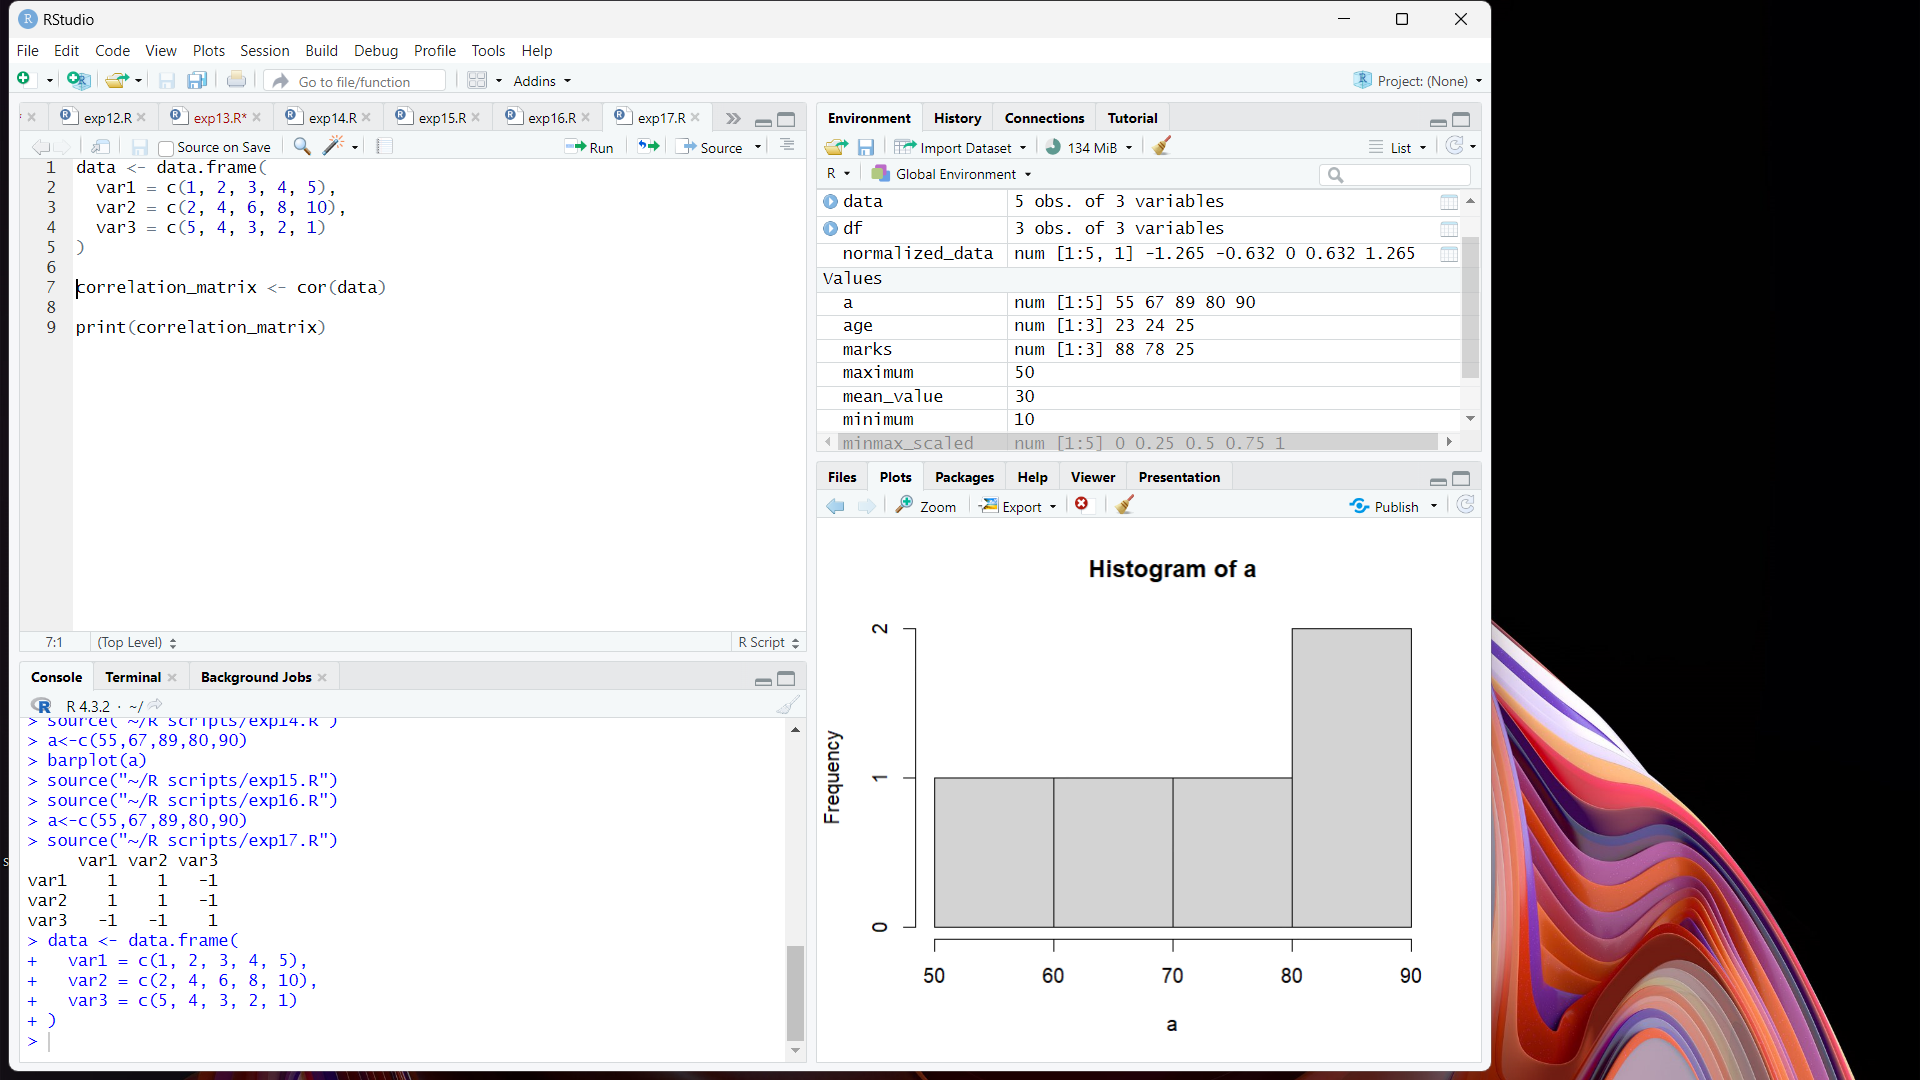 RStudio
File Edit Code View Plots Session Build Debug Profile Tools Help
Go to file/function Addins Project: (None)
exp12.R exp13.R* exp14.R exp15.R exp16.R exp17.R
Source on Save Run Source
1 data <- data.frame(
2 var1 = c(1, 2, 3, 4, 5),
3 var2 = c(2, 4, 6, 8, 10),
4 var3 = c(5, 4, 3, 2, 1)
5 )
6
7 correlation_matrix <- cor(data)
8
9 print(correlation_matrix)
7:1 (Top Level) R Script
Console Terminal Background Jobs
R 4.3.2 · ~/
> source("~/R scripts/exp14.R")
> a<-c(55,67,89,80,90)
> barplot(a)
> source("~/R scripts/exp15.R")
> source("~/R scripts/exp16.R")
> a<-c(55,67,89,80,90)
> source("~/R scripts/exp17.R")
var1 var2 var3
var1 1 1 -1
var2 1 1 -1
var3 -1 -1 1
> data <- data.frame(
+ var1 = c(1, 2, 3, 4, 5),
+ var2 = c(2, 4, 6, 8, 10),
+ var3 = c(5, 4, 3, 2, 1)
+ )
>
Environment History Connections Tutorial
Import Dataset 134 MiB List
R Global Environment
data 5 obs. of 3 variables
df 3 obs. of 3 variables
normalized_data num [1:5, 1] -1.265 -0.632 0 0.632 1.265
Values
a num [1:5] 55 67 89 80 90
age num [1:3] 23 24 25
marks num [1:3] 88 78 25
maximum 50
mean_value 30
minimum 10
minmax_scaled num [1:5] 0 0.25 0.5 0.75 1
Files Plots Packages Help Viewer Presentation
Zoom Export Publish
Histogram of a
Frequency
2
1
0
50 60 70 80 90
a
s